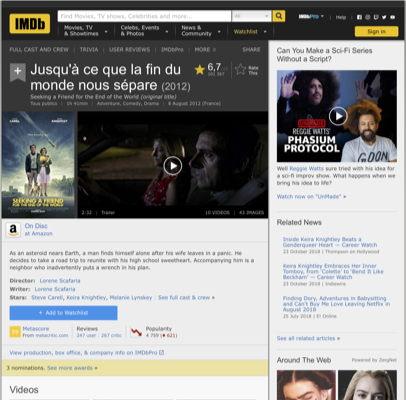 IMDb
Find Movies, TV shows, Celebrities and more...
All
IMDbPro
Help
Movies, TV & Showtimes
Celebs, Events & Photos
News & Community
Watchlist
Sign in
FULL CAST AND CREW | TRIVIA | USER REVIEWS | IMDbPro | MORE
SHARE
Jusqu'à ce que la fin du monde nous sépare (2012)
6,7
Rate This
Seeking a Friend for the End of the World (original title)
Tous publics | 1h 41min | Adventure, Comedy, Drama | 8 August 2012 (France)
SEEKING A FRIEND
FOR THE END OF THE WORLD
2:32 | Trailer
10 VIDEOS | 43 IMAGES
On Disc
at Amazon
As an asteroid nears Earth, a man finds himself alone after his wife leaves in a panic. He
decides to take a road trip to reunite with his high school sweetheart. Accompanying him is a
neighbor who inadvertently puts a wrench in his plan.
Director: Lorene Scafaria
Writer: Lorene Scafaria
Stars: Steve Carell, Keira Knightley, Melanie Lynskey | See full cast & crew »
+ Add to Watchlist
Metascore
From metacritic.com
Reviews
247 user | 267 critic
Popularity
4 759
View production, box office, & company info on IMDbPro
3 nominations. See more awards »
Videos
Can You Make a Sci-Fi Series
Without a Script?
REGGIE WATTS'
PHASIUM
PROTOCOL
Well Reggie Watts sure tried with his idea for
a sci-fi improv show. What happens when we
bring his idea to life?
Watch now on "UnMade" »
Related News
Inside Keira Knightley Beats a
Genderqueer Heart — Career Watch
23 October 2018 | Thompson on Hollywood
Keira Knightley Embraces Her Inner
Tomboy, from 'Colette' to 'Bend It Like
Beckham' — Career Watch
23 October 2018 | Indiewire
Finding Dory, Adventures in Babysitting
and Can't Buy Me Love Leaving Netflix in
August 2018
25 July 2018 | E! Online
See all related articles »
Around The Web
Powered by ZergNet